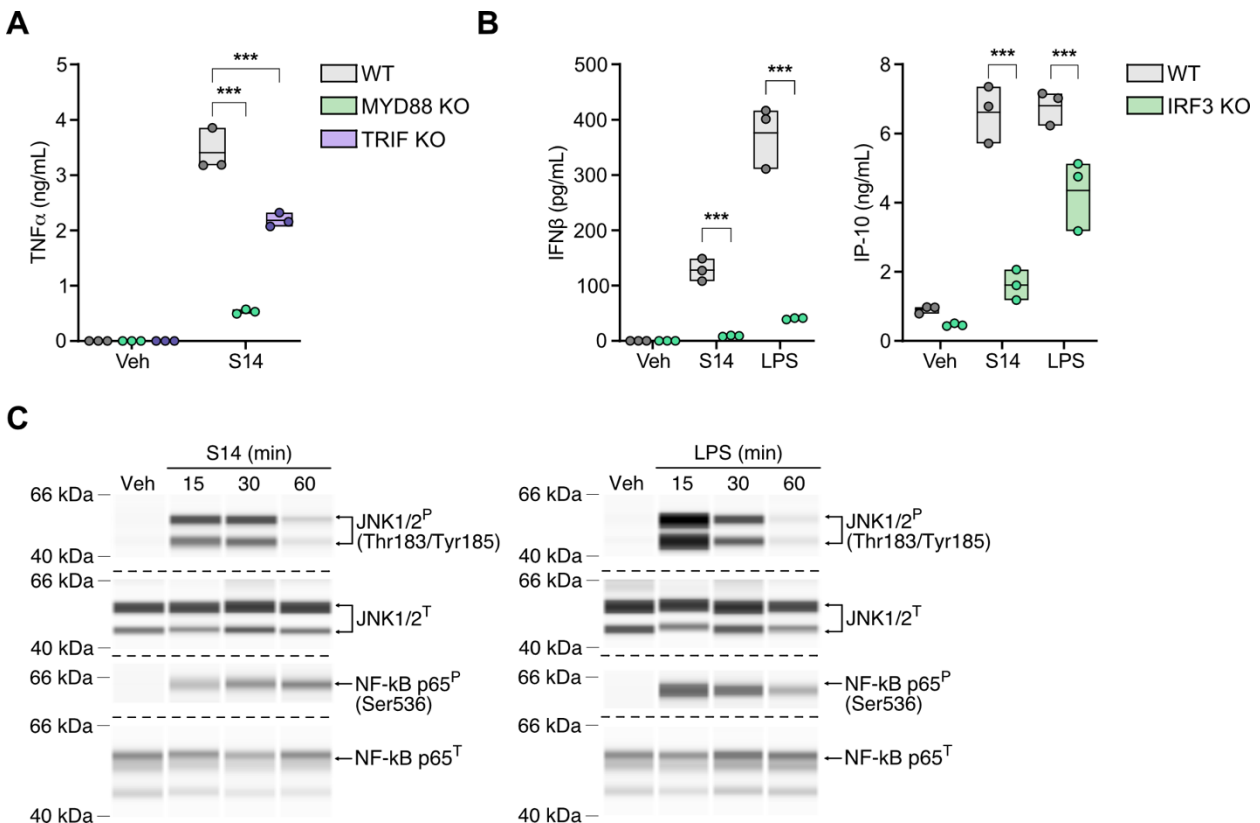 A
TNFα (ng/mL)
5
4
3
2
1
0
Veh
S14
***
***
WT
MYD88 KO
TRIF KO
B
IFNβ (pg/mL)
500
400
300
200
100
0
Veh
S14
LPS
***
***
IP-10 (ng/mL)
8
6
4
2
0
Veh
S14
LPS
***
***
WT
IRF3 KO
C
S14 (min)
Veh 15 30 60
66 kDa
JNK1/2ᴾ
(Thr183/Tyr185)
40 kDa
66 kDa
JNK1/2ᵀ
40 kDa
66 kDa
NF-kB p65ᴾ
(Ser536)
66 kDa
NF-kB p65ᵀ
40 kDa
LPS (min)
Veh 15 30 60
66 kDa
JNK1/2ᴾ
(Thr183/Tyr185)
40 kDa
66 kDa
JNK1/2ᵀ
40 kDa
66 kDa
NF-kB p65ᴾ
(Ser536)
66 kDa
NF-kB p65ᵀ
40 kDa